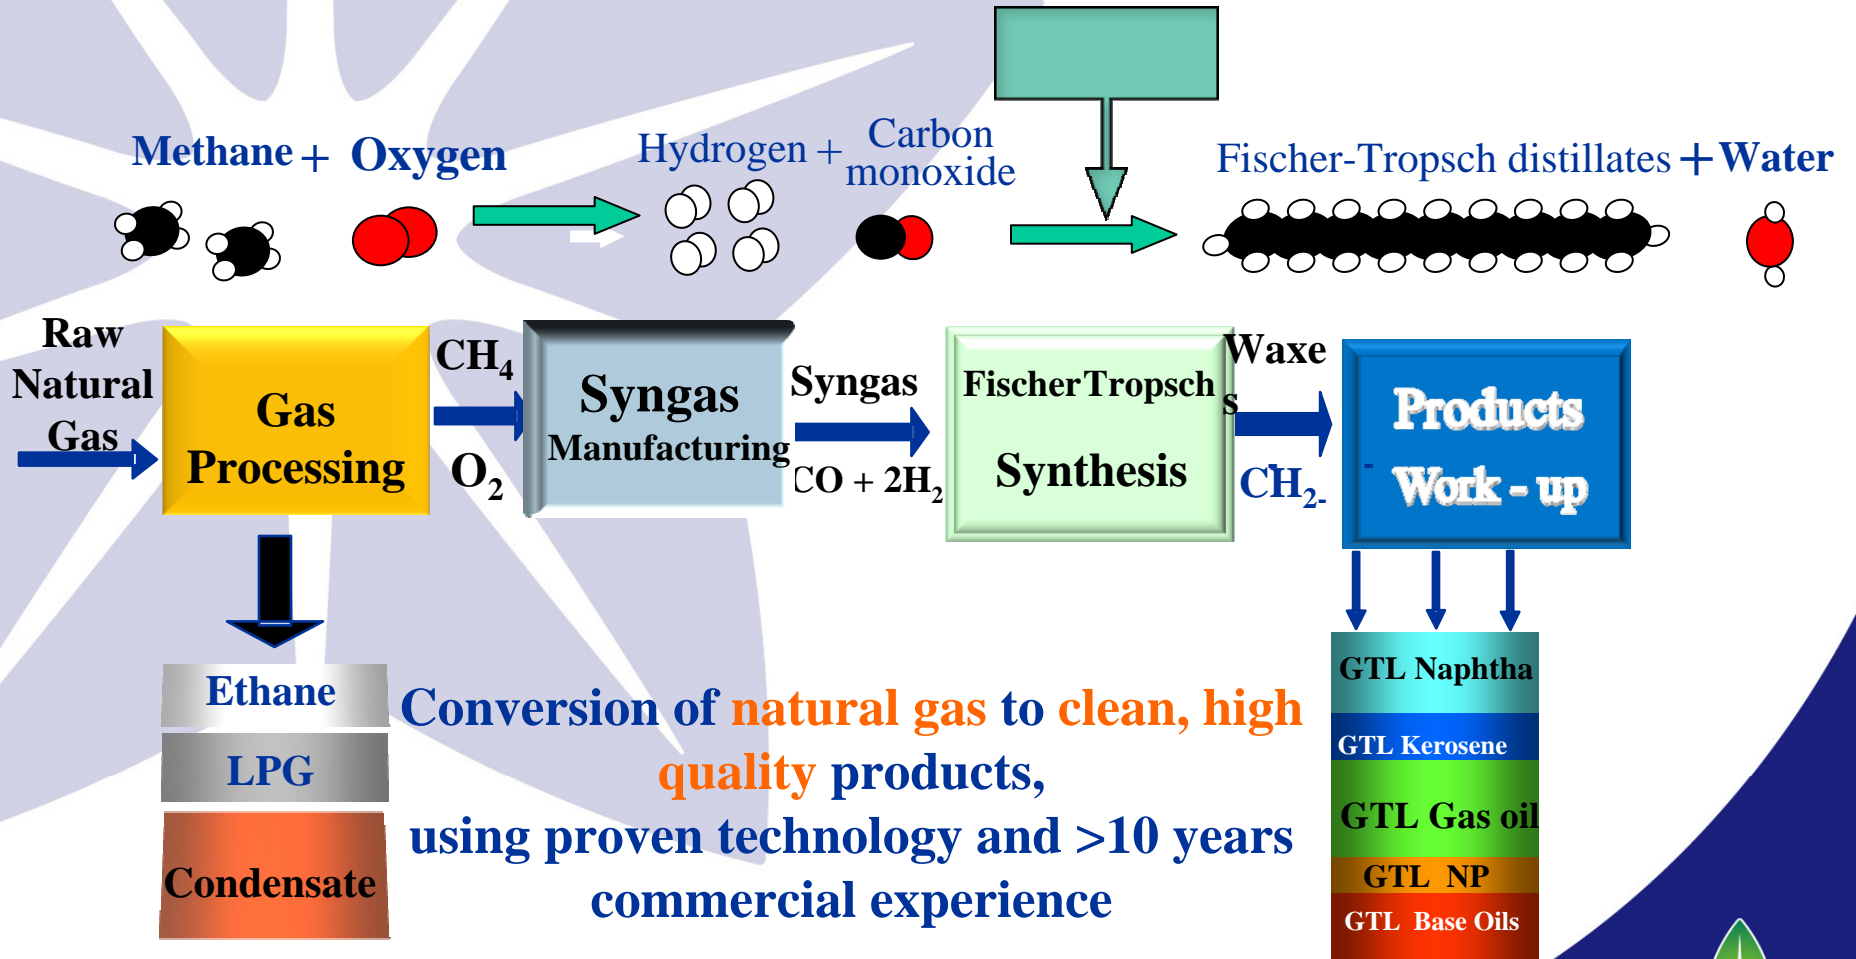 Methane + Oxygen
Hydrogen +
Carbon
monoxide
Fischer-Tropsch distillates + Water
Raw
Natural
Gas
Gas
Processing
CH4
O2
Syngas
Manufacturing
Syngas
CO + 2H2
FischerTropsch
Synthesis
Waxe
s
-
CH2-
-
Products
Work - up
Ethane
LPG
Condensate
Conversion of natural gas to clean, high
quality products,
using proven technology and >10 years
commercial experience
GTL Naphtha
GTL Kerosene
GTL Gas oil
GTL NP
GTL Base Oils